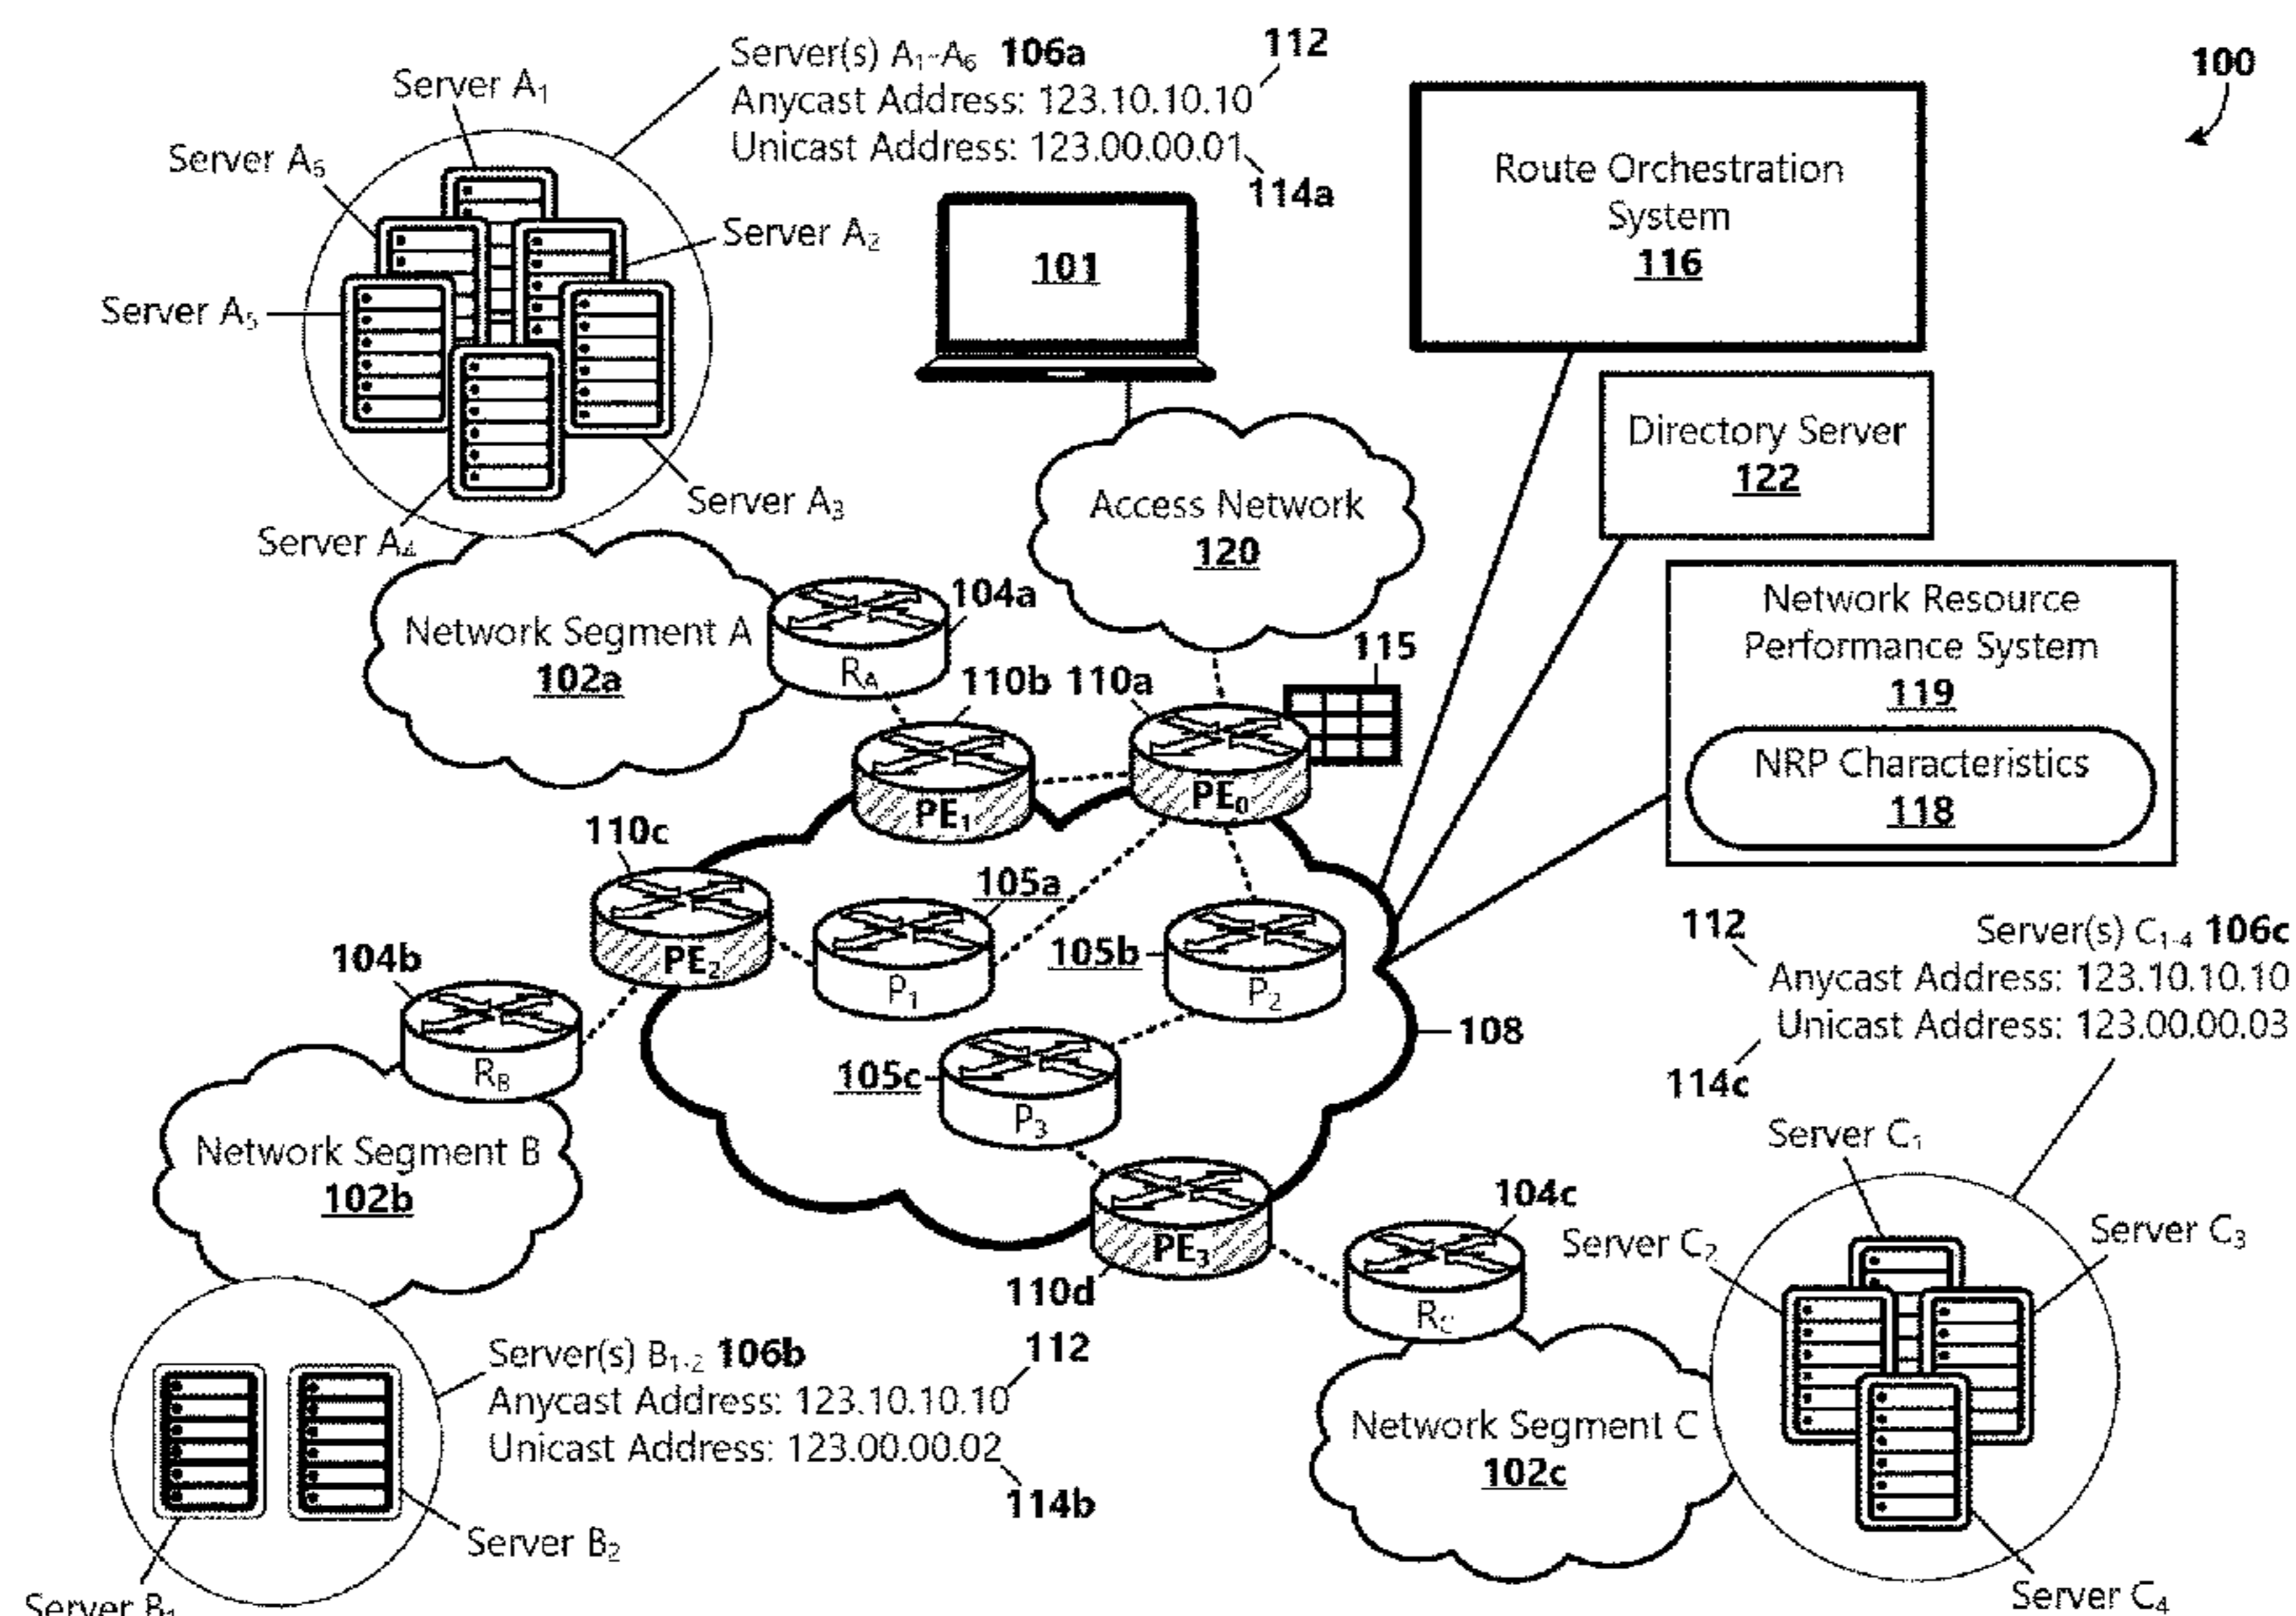 100
Server(s) A₁-A₆ 106a
112
Anycast Address: 123.10.10.10
Unicast Address: 123.00.00.01
114a
Server A₁
Server A₆
Server A₂
Server A₅
Server A₃
Server A₄
101
Route Orchestration
System
116
Directory Server
122
Access Network
120
Network Resource
Performance System
119
NRP Characteristics
118
Network Segment A
102a
104a
R_A
110b
110a
115
PE₁
PE₀
110c
PE₂
105a
P₁
105b
P₂
104b
R_B
105c
P₃
108
112
Server(s) C₁₋₄ 106c
Anycast Address: 123.10.10.10
Unicast Address: 123.00.00.03
114c
Network Segment B
102b
PE₃
110d
104c
R_C
Server C₁
Server C₂
Server C₃
Server(s) B₁₋₂ 106b
112
Anycast Address: 123.10.10.10
Unicast Address: 123.00.00.02
114b
Network Segment C
102c
Server B₂
Server B₁
Server C₄